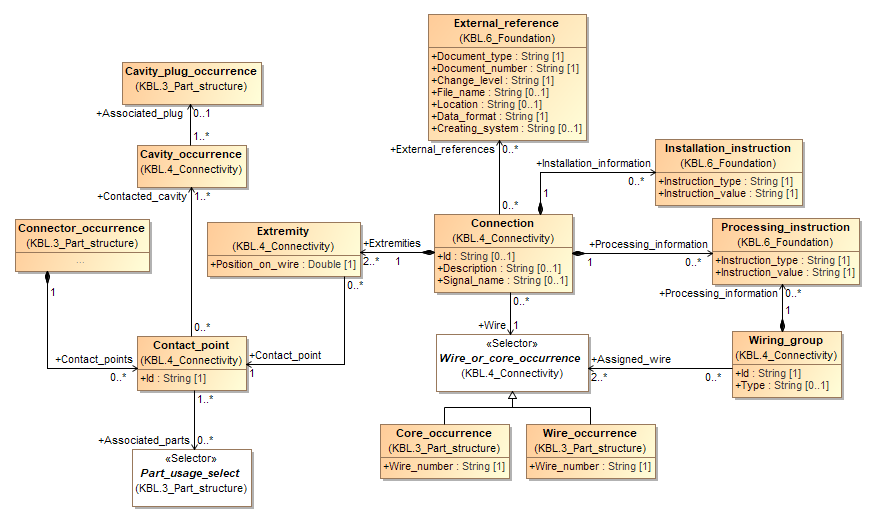 External_reference
(KBL.6_Foundation)
+Document_type : String [1]
+Document_number : String [1]
+Change_level : String [1]
+File_name : String [0..1]
+Location : String [0..1]
+Data_format : String [1]
+Creating_system : String [0..1]
Cavity_plug_occurrence
(KBL.3_Part_structure)
+Associated_plug 0..1
1..*
Cavity_occurrence
(KBL.4_Connectivity)
+Contacted_cavity 1..*
+External_references 0..*
0..*
+Installation_information
0..*
1
Installation_instruction
(KBL.6_Foundation)
+Instruction_type : String [1]
+Instruction_value : String [1]
Connector_occurrence
(KBL.3_Part_structure)
...
1
Extremity
(KBL.4_Connectivity)
+Position_on_wire : Double [1]
+Extremities
2..* 1
0..*
Connection
(KBL.4_Connectivity)
+Id : String [0..1]
+Description : String [0..1]
+Signal_name : String [0..1]
+Processing_information
1 0..*
Processing_instruction
(KBL.6_Foundation)
+Instruction_type : String [1]
+Instruction_value : String [1]
+Processing_information 0..*
1
0..*
+Wire 1
0..*
+Contact_points
0..*
Contact_point
(KBL.4_Connectivity)
+Id : String [1]
+Contact_point
1
«Selector»
Wire_or_core_occurrence
(KBL.4_Connectivity)
+Assigned_wire
2..* 0..*
Wiring_group
(KBL.4_Connectivity)
+Id : String [1]
+Type : String [0..1]
1..*
+Associated_parts 0..*
«Selector»
Part_usage_select
(KBL.3_Part_structure)
Core_occurrence
(KBL.3_Part_structure)
+Wire_number : String [1]
Wire_occurrence
(KBL.3_Part_structure)
+Wire_number : String [1]